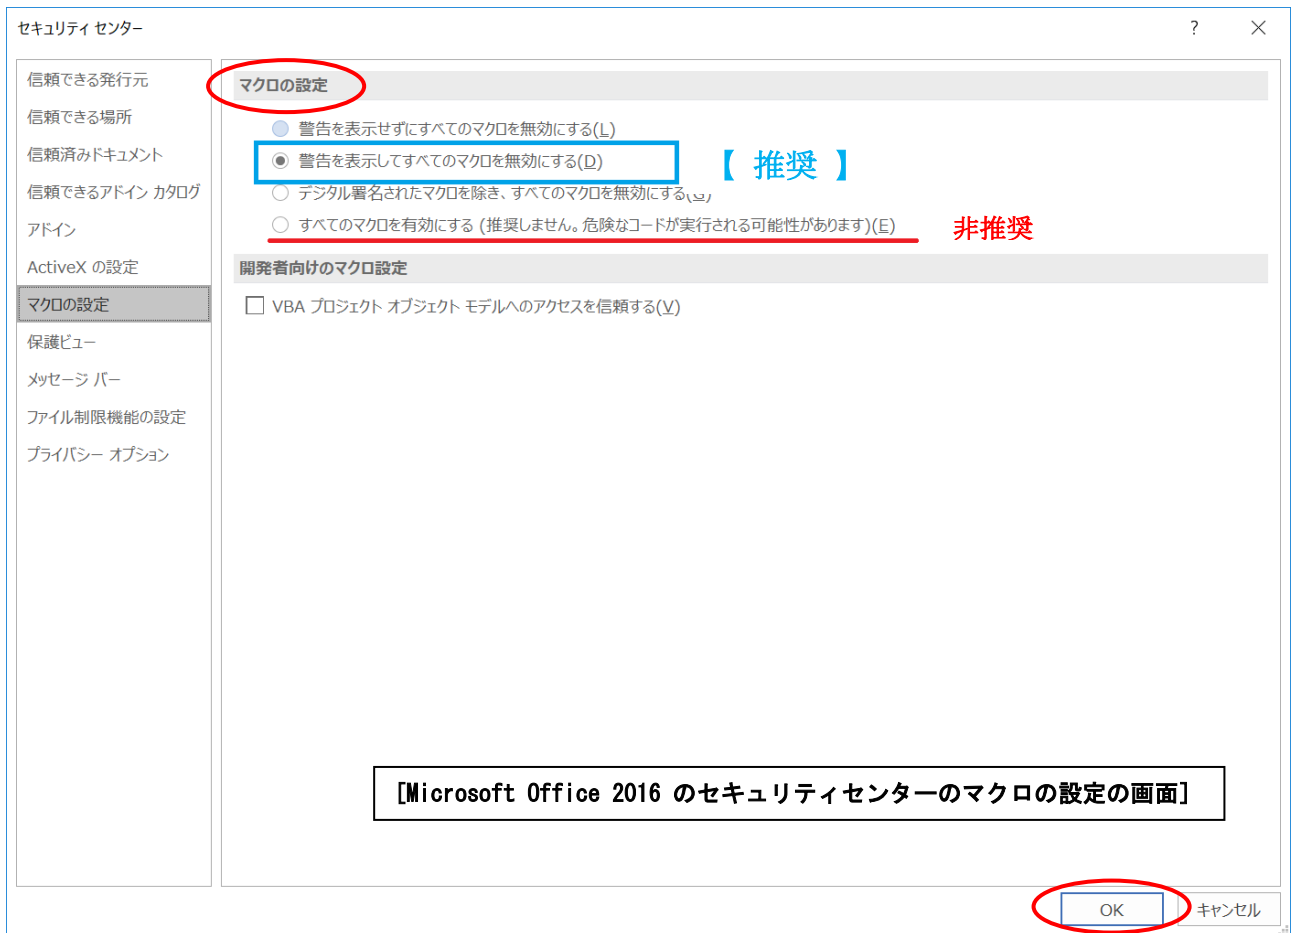 セキュリティ センター
?
信頼できる発行元
信頼できる場所
信頼済みドキュメント
信頼できるアドイン カタログ
アドイン
ActiveX の設定
マクロの設定
保護ビュー
メッセージ バー
ファイル制限機能の設定
プライバシー オプション
マクロの設定
警告を表示せずにすべてのマクロを無効にする(L)
警告を表示してすべてのマクロを無効にする(D)
【 推奨 】
デジタル署名されたマクロを除き、すべてのマクロを無効にする(G)
すべてのマクロを有効にする (推奨しません。危険なコードが実行される可能性があります)(E)
非推奨
開発者向けのマクロ設定
VBA プロジェクト オブジェクト モデルへのアクセスを信頼する(V)
[Microsoft Office 2016 のセキュリティセンターのマクロの設定の画面]
OK
キャンセル